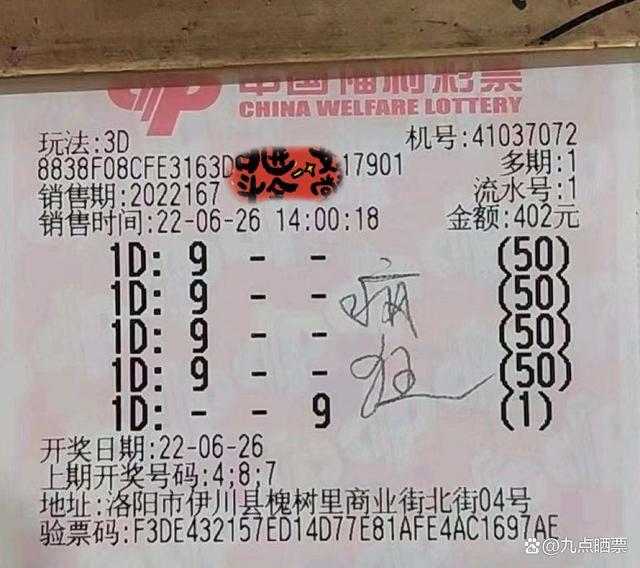 中国福利彩票
CHINA WELFARE LOTTERY
玩法:3D 机号:41037072
8838F08CFE3163D 17901 多期:1
销售期:2022167 流水号:1
销售时间:22-06-26 14:00:18 金额:402元
1D: 9 - - (50)
1D: 9 - - (50)
1D: 9 - - (50)
1D: 9 - - (50)
1D: - - 9 (1)
疯狂
开奖日期:22-06-26
上期开奖号码:4;8;7
地址:洛阳市伊川县槐树里商业街北街04号
验票码:F3DE432157ED14D77E81AFE4AC1697AE
九点晒票